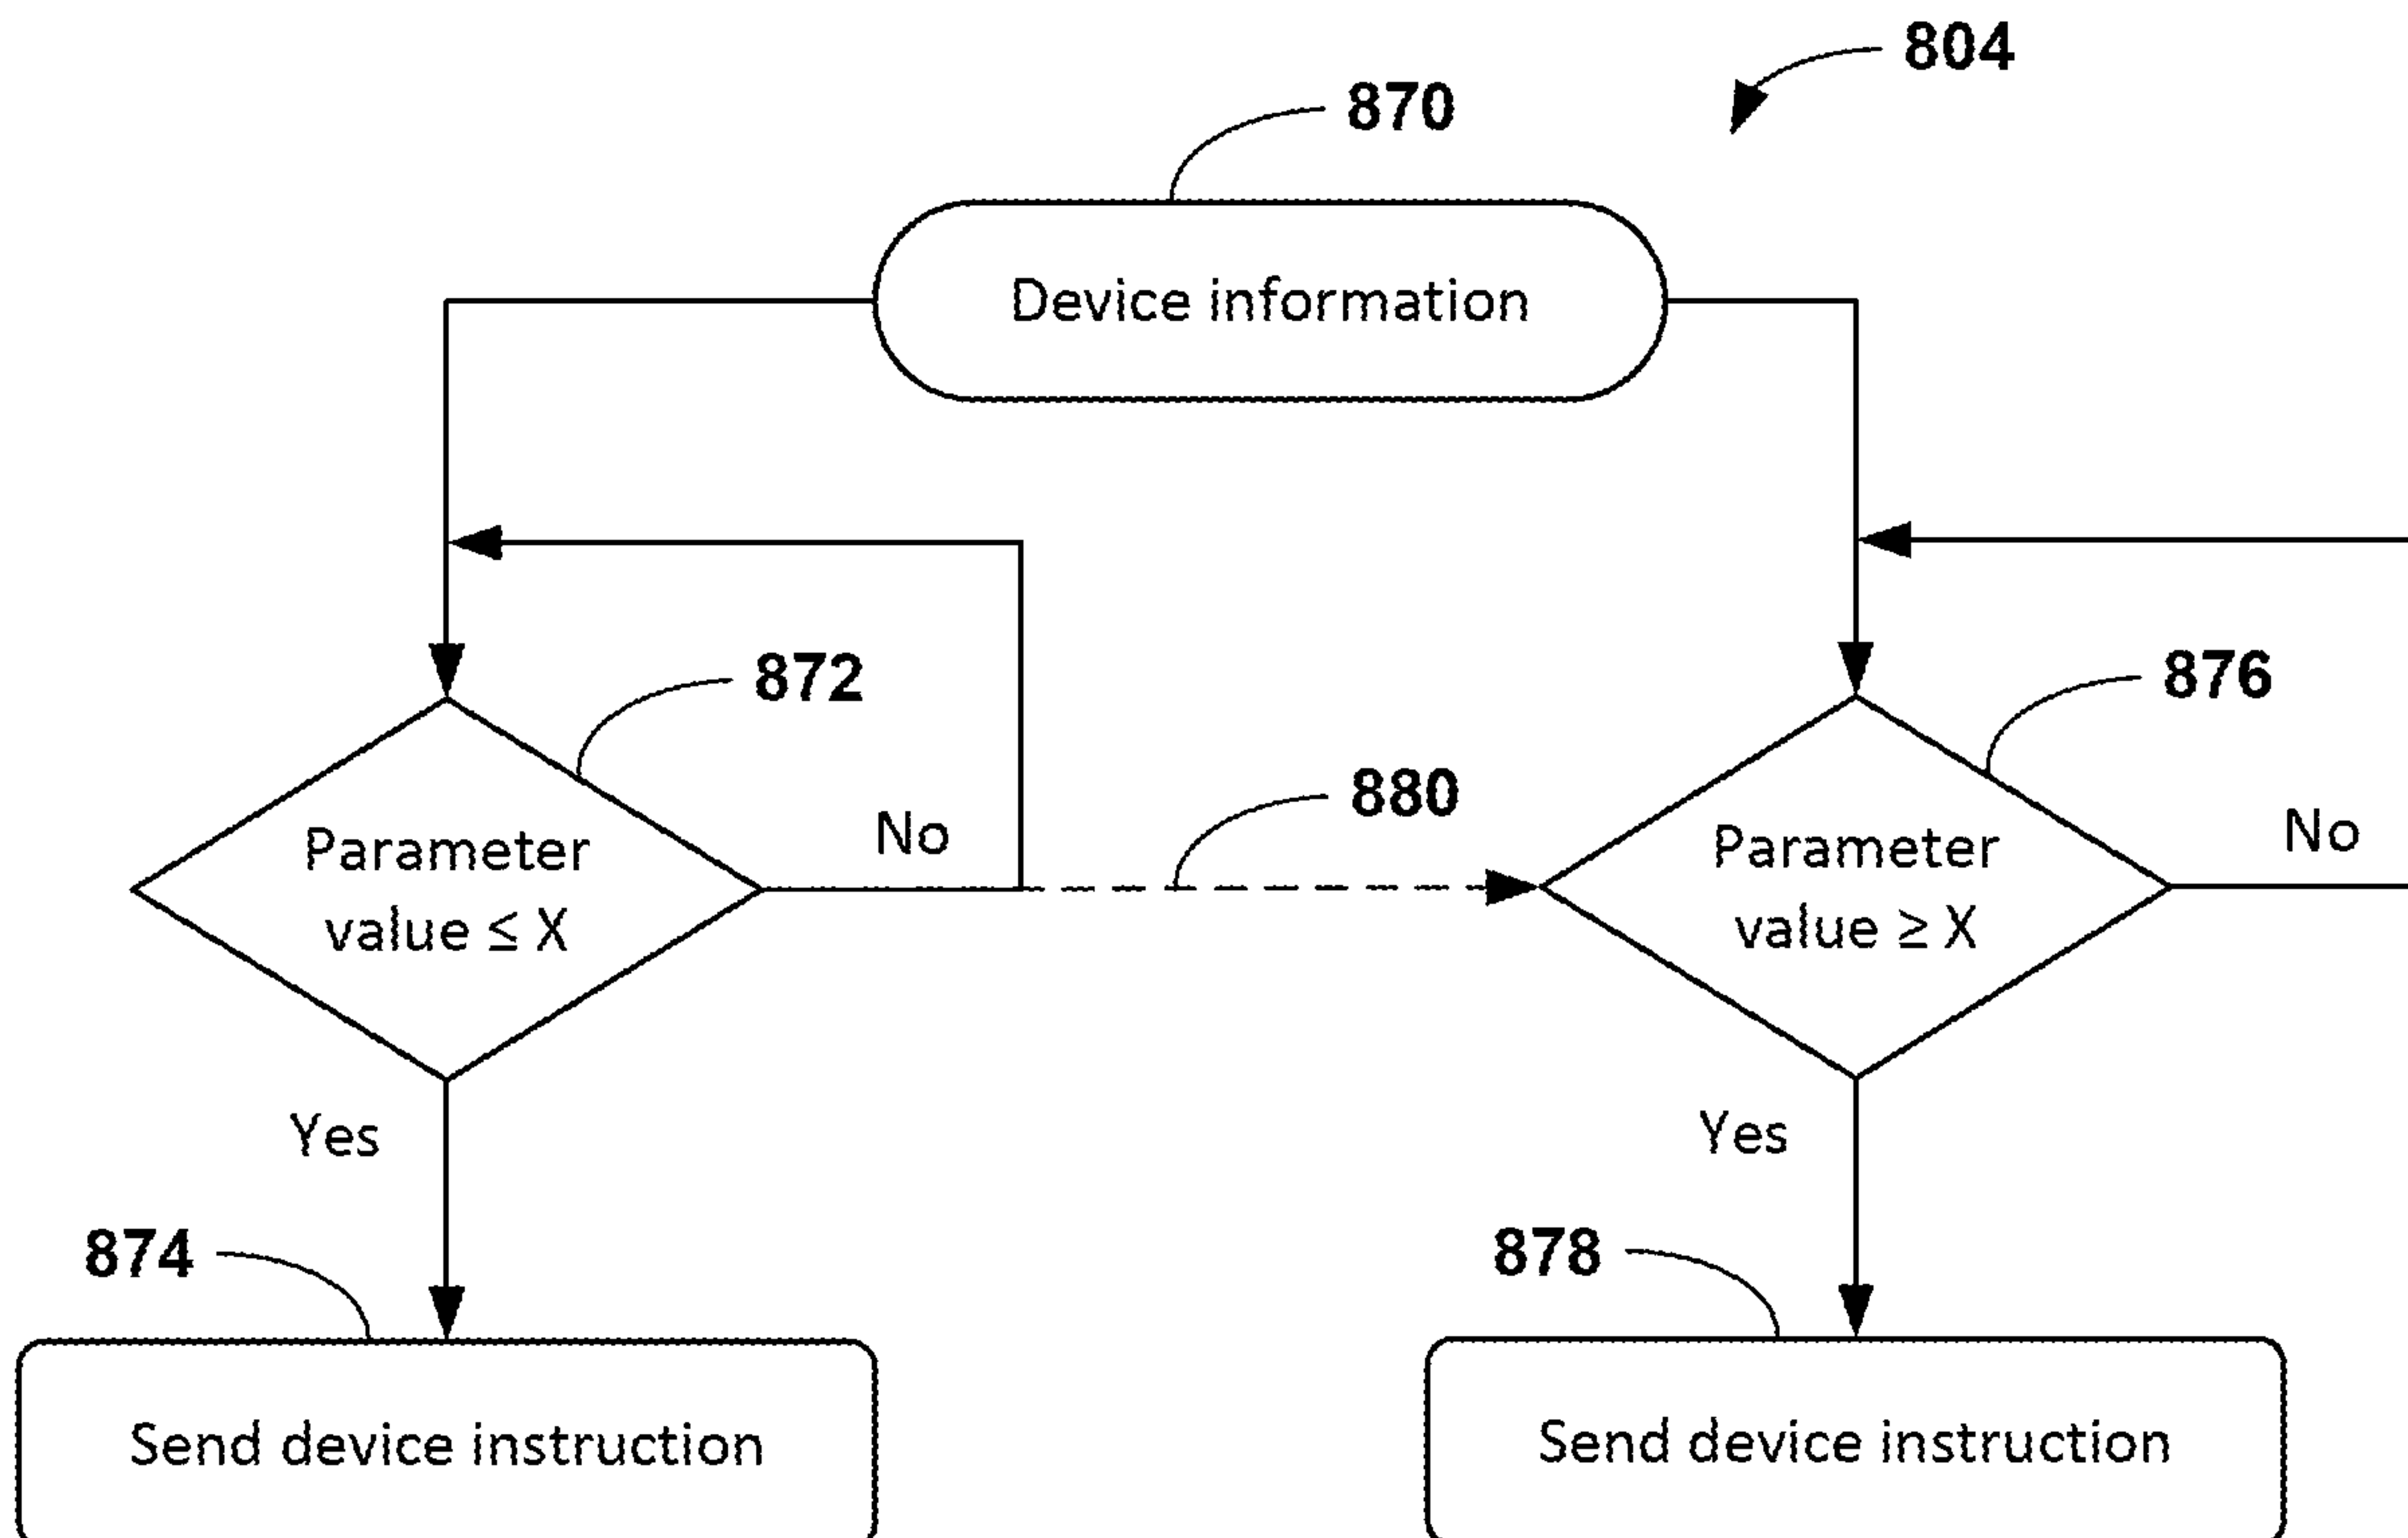 804
870
Device information
872
876
880
No
No
Parameter
value ≤ X
Parameter
value ≥ X
Yes
Yes
874
878
Send device instruction
Send device instruction